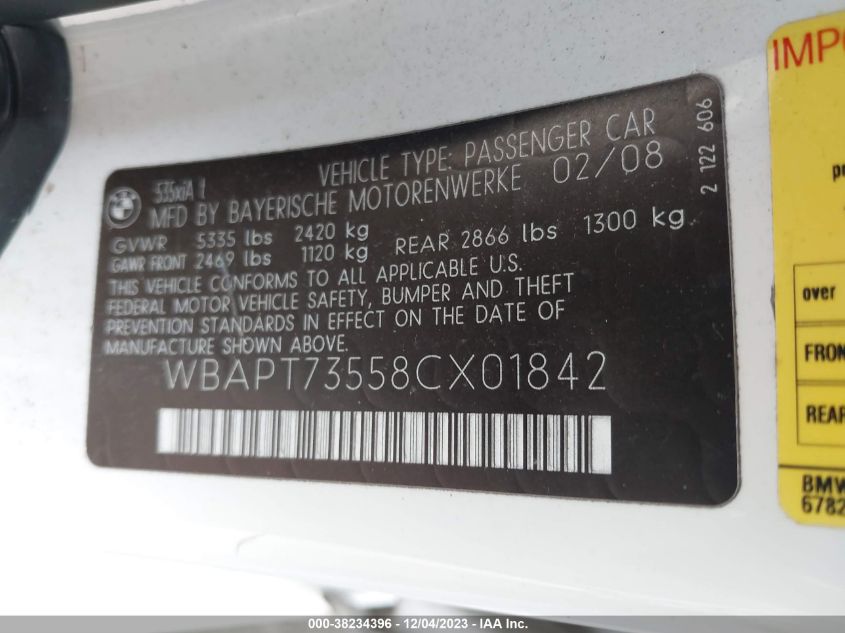 535xiA 1 VEHICLE TYPE: PASSENGER CAR
MFD BY BAYERISCHE MOTORENWERKE 02/08
GVWR 5335 lbs 2420 kg
GAWR FRONT 2469 lbs 1120 kg REAR 2866 lbs 1300 kg
THIS VEHICLE CONFORMS TO ALL APPLICABLE U.S.
FEDERAL MOTOR VEHICLE SAFETY, BUMPER AND THEFT
PREVENTION STANDARDS IN EFFECT ON THE DATE OF
MANUFACTURE SHOWN ABOVE.
WBAPT73558CX01842
2 122 606
IMPO
pe
over
FRON
REAR
BMW
6782
000-38234396 - 12/04/2023 - IAA Inc.